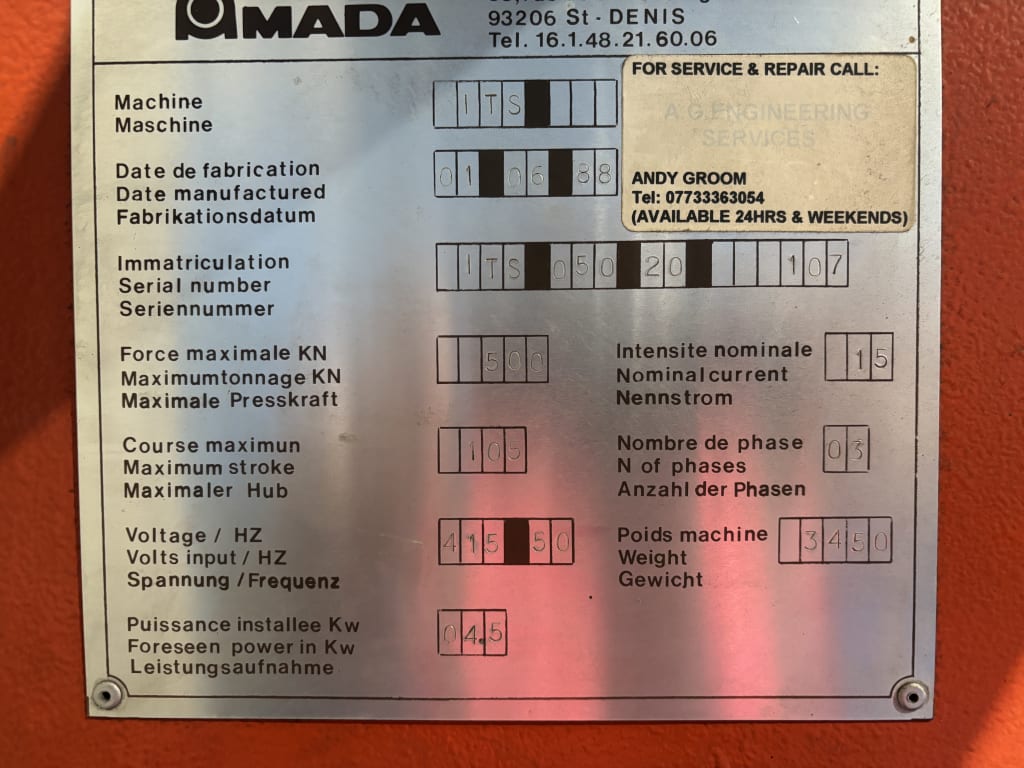 AMADA
93206 St - DENIS
Tel. 16.1.48.21.60.06
FOR SERVICE & REPAIR CALL:
A.G.ENGINEERING
SERVICES
ANDY GROOM
Tel: 07733363054
(AVAILABLE 24HRS & WEEKENDS)
Machine
Maschine
ITS
Date de fabrication
Date manufactured
Fabrikationsdatum
01 06 88
Immatriculation
Serial number
Seriennummer
ITS 050 20 107
Force maximale KN
Maximumtonnage KN
Maximale Presskraft
500
Intensite nominale
Nominal current
Nennstrom
15
Course maximun
Maximum stroke
Maximaler Hub
105
Nombre de phase
N of phases
Anzahl der Phasen
03
Voltage / HZ
Volts input / HZ
Spannung / Frequenz
415 50
Poids machine
Weight
Gewicht
3450
Puissance installee Kw
Foreseen power in Kw
Leistungsaufnahme
04.5